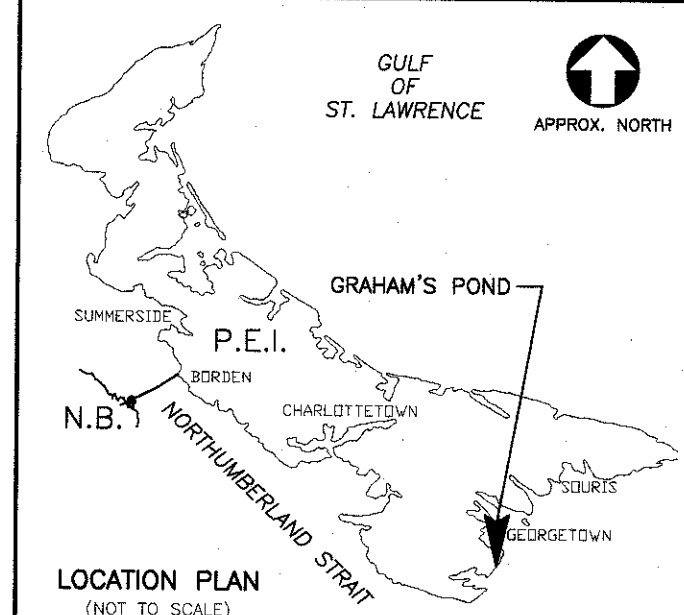 GULF
OF
ST. LAWRENCE
APPROX. NORTH
GRAHAM'S POND
SUMMERSIDE
P.E.I.
BORDEN
N.B.
CHARLOTTETOWN
NORTHUMBERLAND STRAIT
SOURIS
GEORGETOWN
LOCATION PLAN
(NOT TO SCALE)